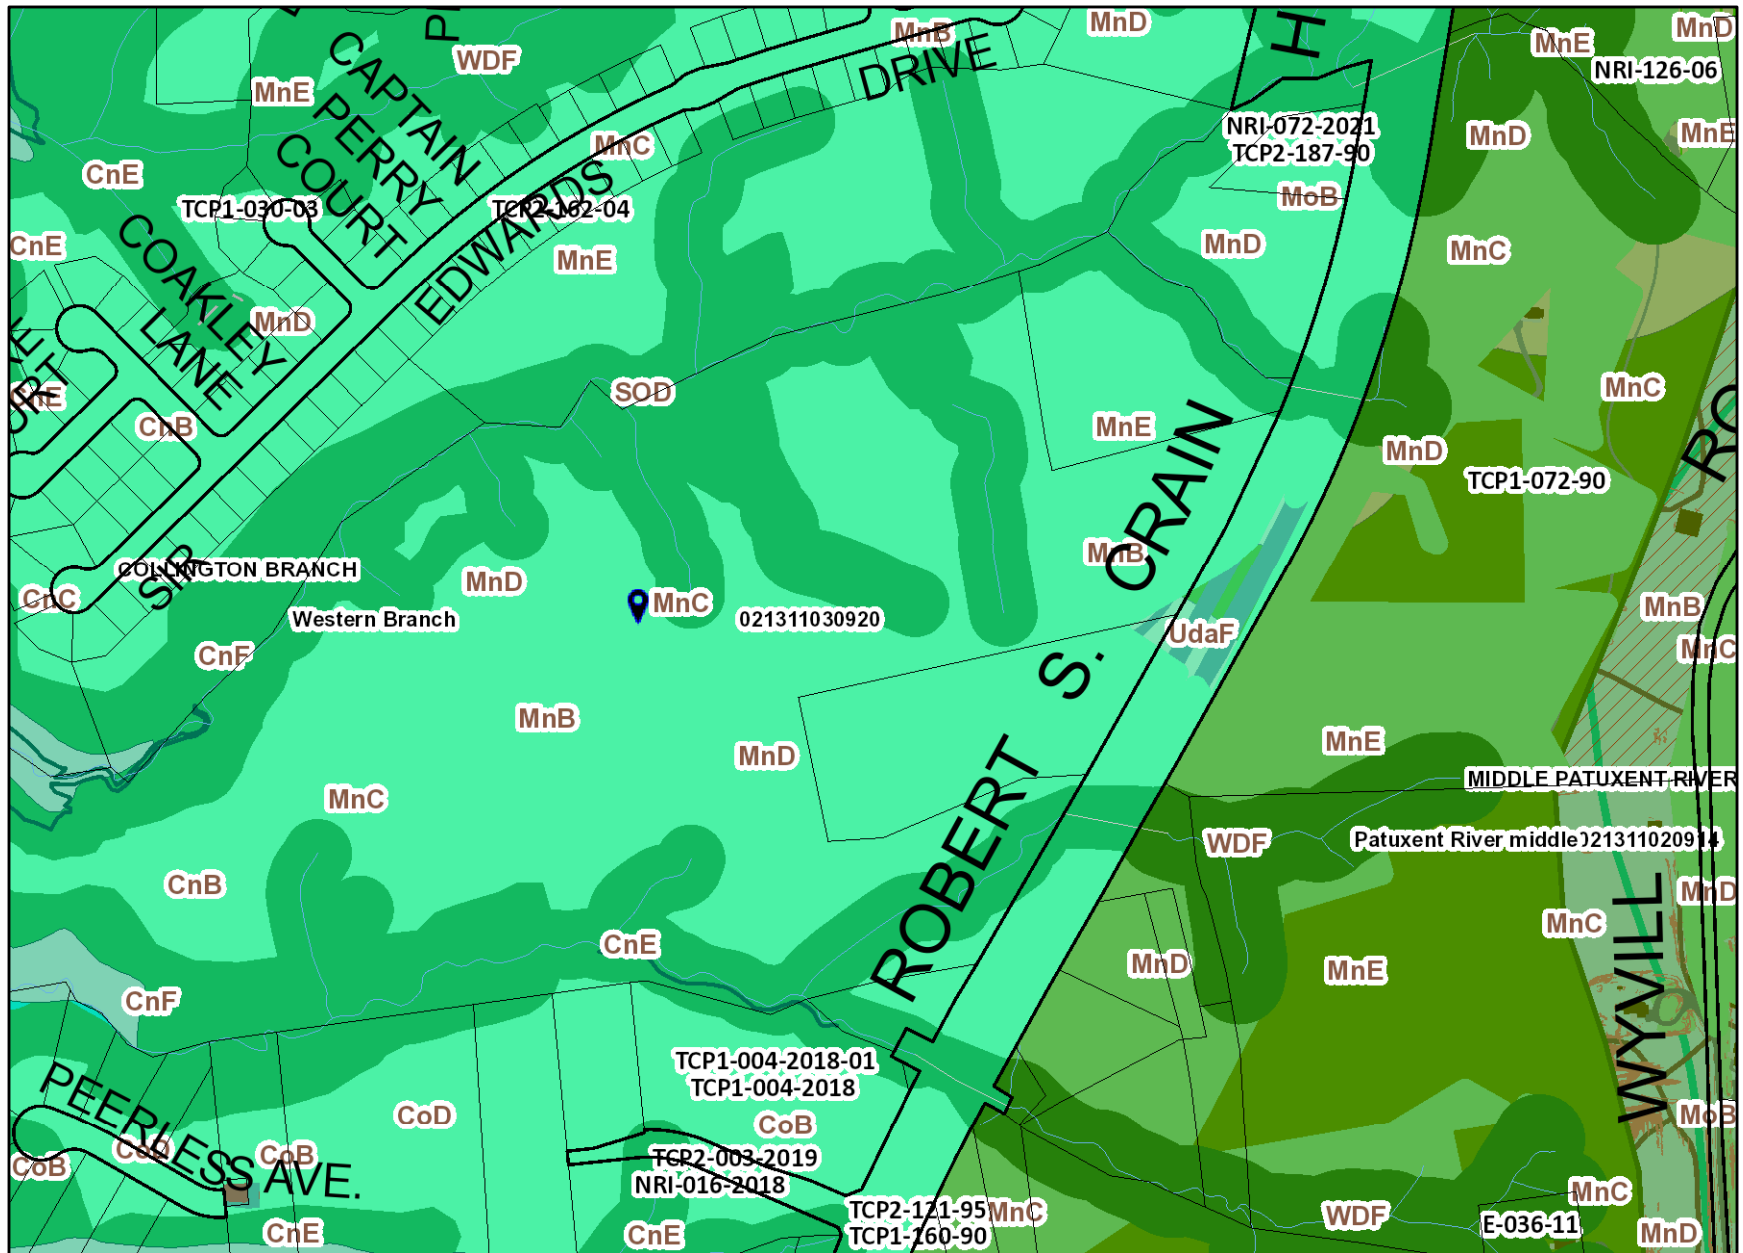 MnB
MnD
H
MnE
MnD
NRI-126-06
WDF
MnE
CAPTAIN
PERRY
COURT
DRIVE
NRI-072-2021
TCP2-187-90
MnD
MnE
MnC
CnE
TCP1-030-03
TCP2-162-04
MoB
CnE
MnE
MnD
MnC
COAKLEY
LANE
MnD
SIR EDWARDS
SOD
MnC
CnB
MnE
MnD
TCP1-072-90
ROBERT S. CRAIN
MnB
COLLINGTON BRANCH
MnD
CnC
Western Branch
MnC
021311030920
MnB
UdaF
MnC
CnF
MnB
MnD
MnE
MIDDLE PATUXENT RIVER
MnC
WDF
Patuxent River middle
CnB
MnD
MnC
CnE
MnD
MnE
CnF
WYVILL
TCP1-004-2018-01
TCP1-004-2018
CoD
CoB
MoB
PEERLESS AVE.
CoB
CoB
TCP2-003-2019
NRI-016-2018
MnC
TCP2-121-95
MnC
TCP1-160-90
WDF
E-036-11
CnE
CnE
MnD